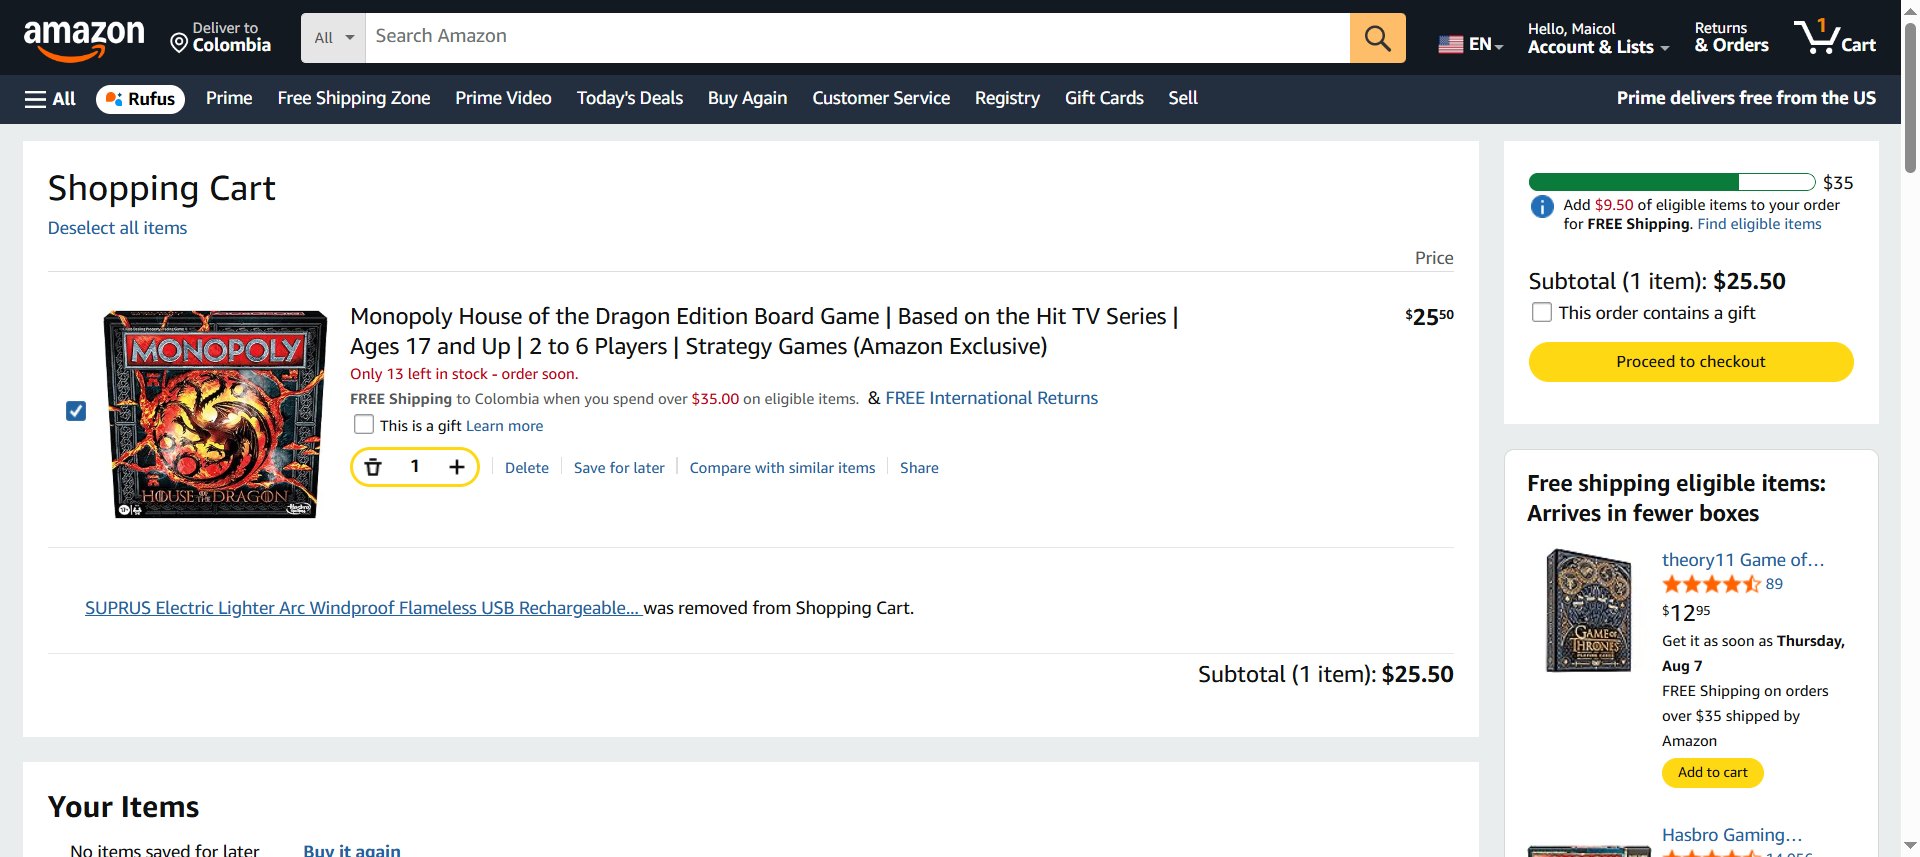 amazon
Deliver to
Colombia
All
Search Amazon
EN
Hello, Maicol
Account & Lists
Returns
& Orders
1
Cart
All
Rufus
Prime
Free Shipping Zone
Prime Video
Today's Deals
Buy Again
Customer Service
Registry
Gift Cards
Sell
Prime delivers free from the US
Shopping Cart
Deselect all items
Price
MONOPOLY
HOUSE OF THE DRAGON
Monopoly House of the Dragon Edition Board Game | Based on the Hit TV Series |
Ages 17 and Up | 2 to 6 Players | Strategy Games (Amazon Exclusive)
$25.50
Only 13 left in stock - order soon.
FREE Shipping to Colombia when you spend over $35.00 on eligible items. & FREE International Returns
This is a gift Learn more
1
Delete
Save for later
Compare with similar items
Share
SUPRUS Electric Lighter Arc Windproof Flameless USB Rechargeable... was removed from Shopping Cart.
Subtotal (1 item): $25.50
Your Items
No items saved for later
Buy it again
$35
Add $9.50 of eligible items to your order
for FREE Shipping. Find eligible items
Subtotal (1 item): $25.50
This order contains a gift
Proceed to checkout
Free shipping eligible items:
Arrives in fewer boxes
GAME OF
THRONES
theory11 Game of…
89
$12.95
Get it as soon as Thursday,
Aug 7
FREE Shipping on orders
over $35 shipped by
Amazon
Add to cart
Hasbro Gaming…